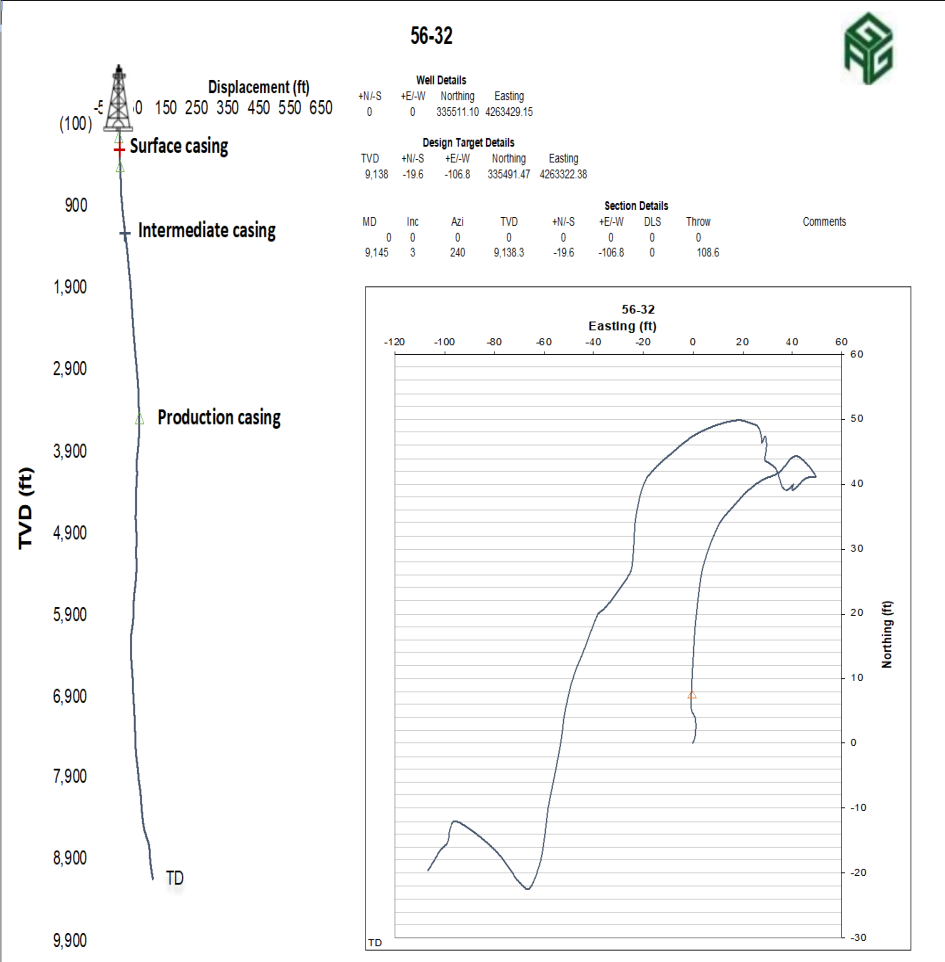 56-32
GAG
Displacement (ft)
-5 0 150 250 350 450 550 650
(100)
Surface casing
900
Intermediate casing
1,900
2,900
Production casing
3,900
TVD (ft)
4,900
5,900
6,900
7,900
8,900
TD
9,900
Well Details
+N/-S +E/-W Northing Easting
0 0 335511.10 4263429.15
Design Target Details
TVD +N/-S +E/-W Northing Easting
9,138 -19.6 -106.8 335491.47 4263322.38
Section Details
MD Inc Azi TVD +N/-S +E/-W DLS Throw Comments
0 0 0 0 0 0 0 0
9,145 3 240 9,138.3 -19.6 -106.8 0 108.6
56-32
Easting (ft)
-120 -100 -80 -60 -40 -20 0 20 40 60
60
50
40
30
20
Northing (ft)
10
0
-10
-20
-30
TD